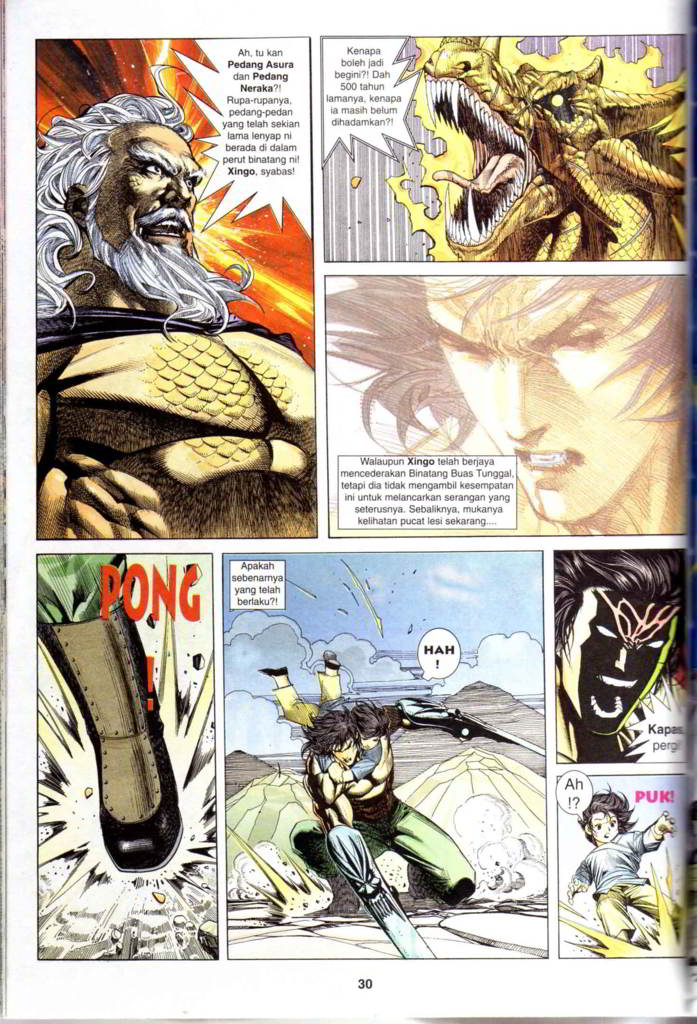 Ah, tu kan
Pedang Asura
dan Pedang
Neraka?!
Rupa-rupanya,
pedang-pedan
yang telah sekian
lama lenyap ni
berada di dalam
perut binatang ni!
Xingo, syabas!
Kenapa
boleh jadi
begini?! Dah
500 tahun
lamanya, kenapa
ia masih belum
dihadamkan?!
Walaupun Xingo telah berjaya
mencederakan Binatang Buas Tunggal,
tetapi dia tidak mengambil kesempatan
ini untuk melancarkan serangan yang
seterusnya. Sebaliknya, mukanya
kelihatan pucat lesi sekarang....
PONG
!
Apakah
sebenarnya
yang telah
berlaku?!
HAH
!
Kapas
perg
Ah
!?
PUK!
30